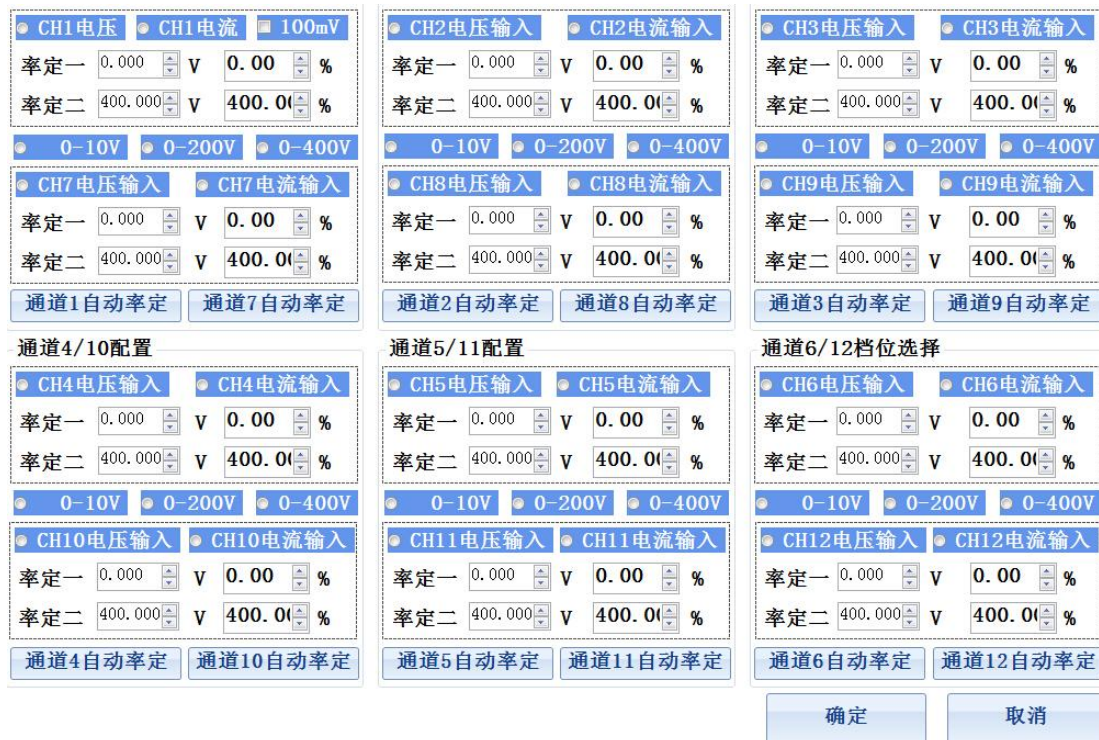 CH1电压 CH1电流 100mV
率定一 0.000 V 0.00 %
率定二 400.000 V 400.0 %
0-10V 0-200V 0-400V
CH7电压输入 CH7电流输入
率定一 0.000 V 0.00 %
率定二 400.000 V 400.0 %
通道1自动率定 通道7自动率定
CH2电压输入 CH2电流输入
率定一 0.000 V 0.00 %
率定二 400.000 V 400.0 %
0-10V 0-200V 0-400V
CH8电压输入 CH8电流输入
率定一 0.000 V 0.00 %
率定二 400.000 V 400.0 %
通道2自动率定 通道8自动率定
CH3电压输入 CH3电流输入
率定一 0.000 V 0.00 %
率定二 400.000 V 400.0 %
0-10V 0-200V 0-400V
CH9电压输入 CH9电流输入
率定一 0.000 V 0.00 %
率定二 400.000 V 400.0 %
通道3自动率定 通道9自动率定
通道4/10配置
CH4电压输入 CH4电流输入
率定一 0.000 V 0.00 %
率定二 400.000 V 400.0 %
0-10V 0-200V 0-400V
CH10电压输入 CH10电流输入
率定一 0.000 V 0.00 %
率定二 400.000 V 400.0 %
通道4自动率定 通道10自动率定
通道5/11配置
CH5电压输入 CH5电流输入
率定一 0.000 V 0.00 %
率定二 400.000 V 400.0 %
0-10V 0-200V 0-400V
CH11电压输入 CH11电流输入
率定一 0.000 V 0.00 %
率定二 400.000 V 400.0 %
通道5自动率定 通道11自动率定
通道6/12档位选择
CH6电压输入 CH6电流输入
率定一 0.000 V 0.00 %
率定二 400.000 V 400.0 %
0-10V 0-200V 0-400V
CH12电压输入 CH12电流输入
率定一 0.000 V 0.00 %
率定二 400.000 V 400.0 %
通道6自动率定 通道12自动率定
确定 取消